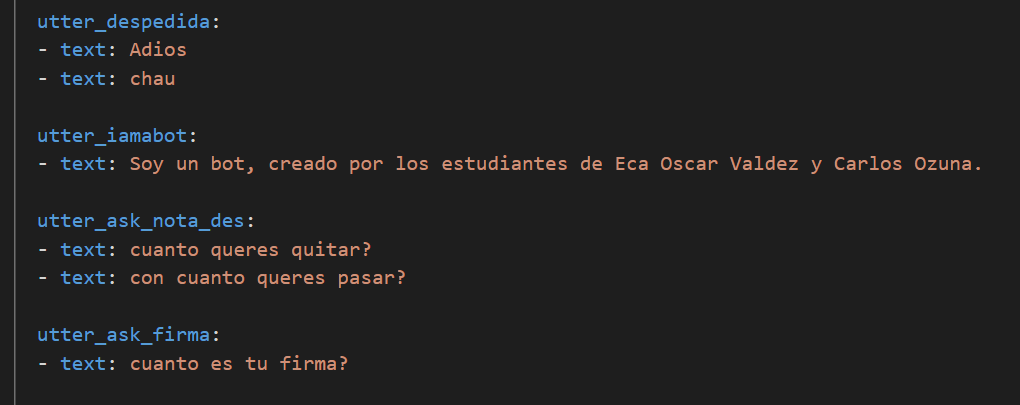 utter_despedida:
- text: Adios
- text: chau
utter_iamabot:
- text: Soy un bot, creado por los estudiantes de Eca Oscar Valdez y Carlos Ozuna.
utter_ask_nota_des:
- text: cuanto queres quitar?
- text: con cuanto queres pasar?
utter_ask_firma:
- text: cuanto es tu firma?